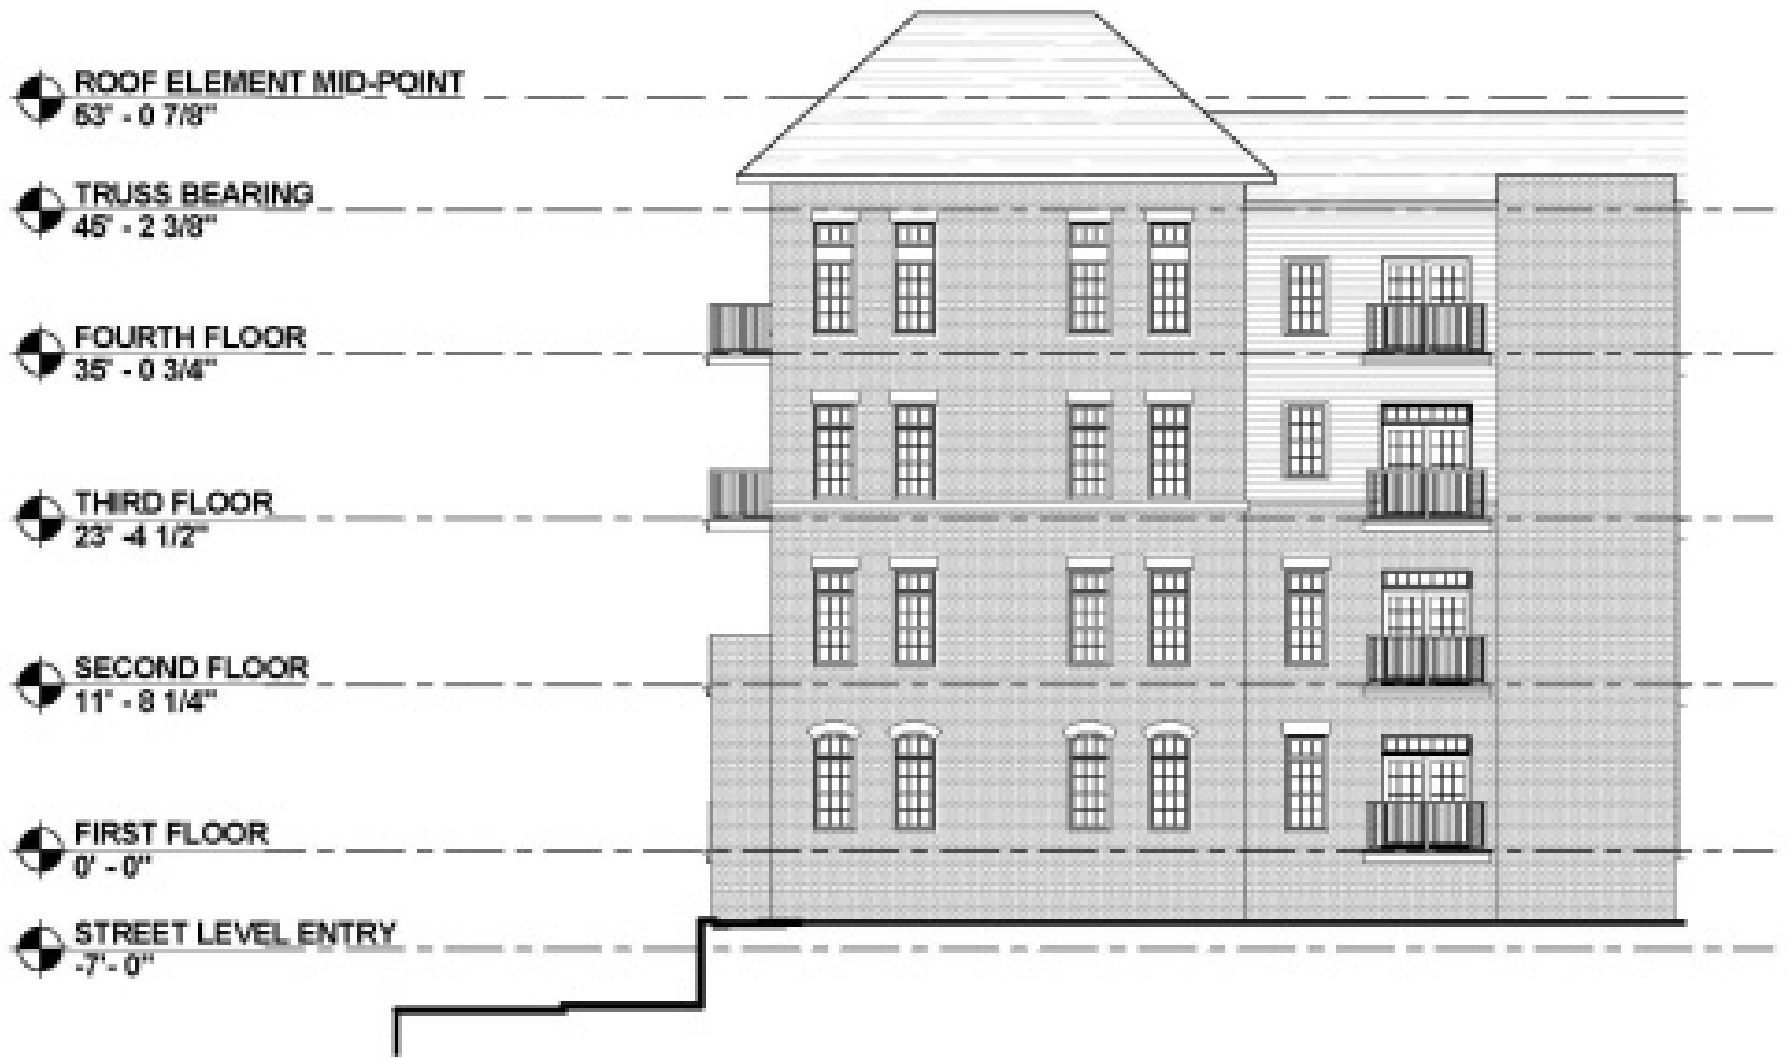 ROOF ELEMENT MID-POINT
53' - 0 7/8"
TRUSS BEARING
45' - 2 3/8"
FOURTH FLOOR
35' - 0 3/4"
THIRD FLOOR
23' -4 1/2"
SECOND FLOOR
11' - 8 1/4"
FIRST FLOOR
0' - 0"
STREET LEVEL ENTRY
-7'- 0"